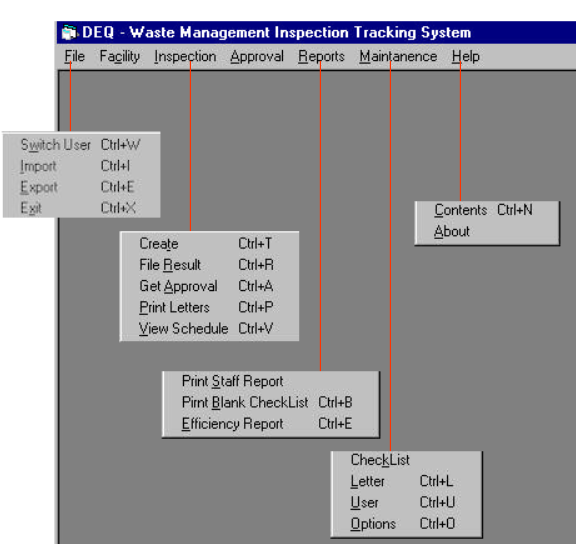 DEQ - Waste Management Inspection Tracking System
File Facility Inspection Approval Reports Maintanence Help
Switch User Ctrl+W
Import Ctrl+I
Export Ctrl+E
Exit Ctrl+X
Contents Ctrl+N
About
Create Ctrl+T
File Result Ctrl+R
Get Approval Ctrl+A
Print Letters Ctrl+P
View Schedule Ctrl+V
Print Staff Report
Pirnt Blank CheckList Ctrl+B
Efficiency Report Ctrl+E
CheckList
Letter Ctrl+L
User Ctrl+U
Options Ctrl+O